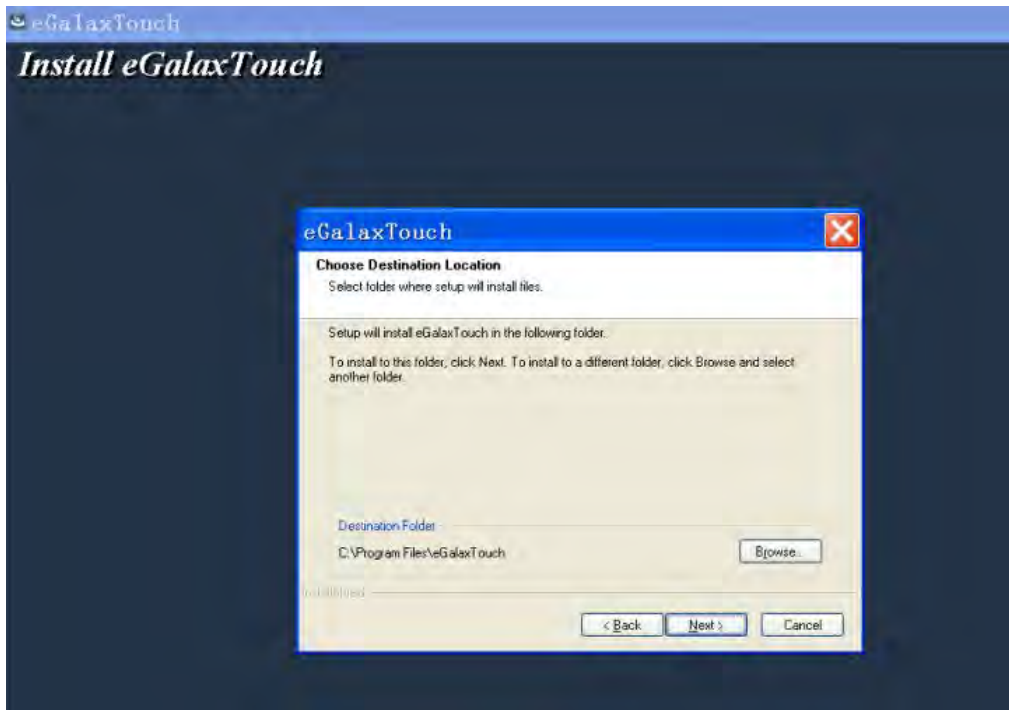 eGalaxTouch
Install eGalaxTouch
eGalaxTouch
Choose Destination Location
Select folder where setup will install files.
Setup will install eGalaxTouch in the following folder.
To install to this folder, click Next. To install to a different folder, click Browse and select
another folder.
Destination Folder
C:\Program Files\eGalaxTouch
Browse...
InstallShield
< Back
Next >
Cancel